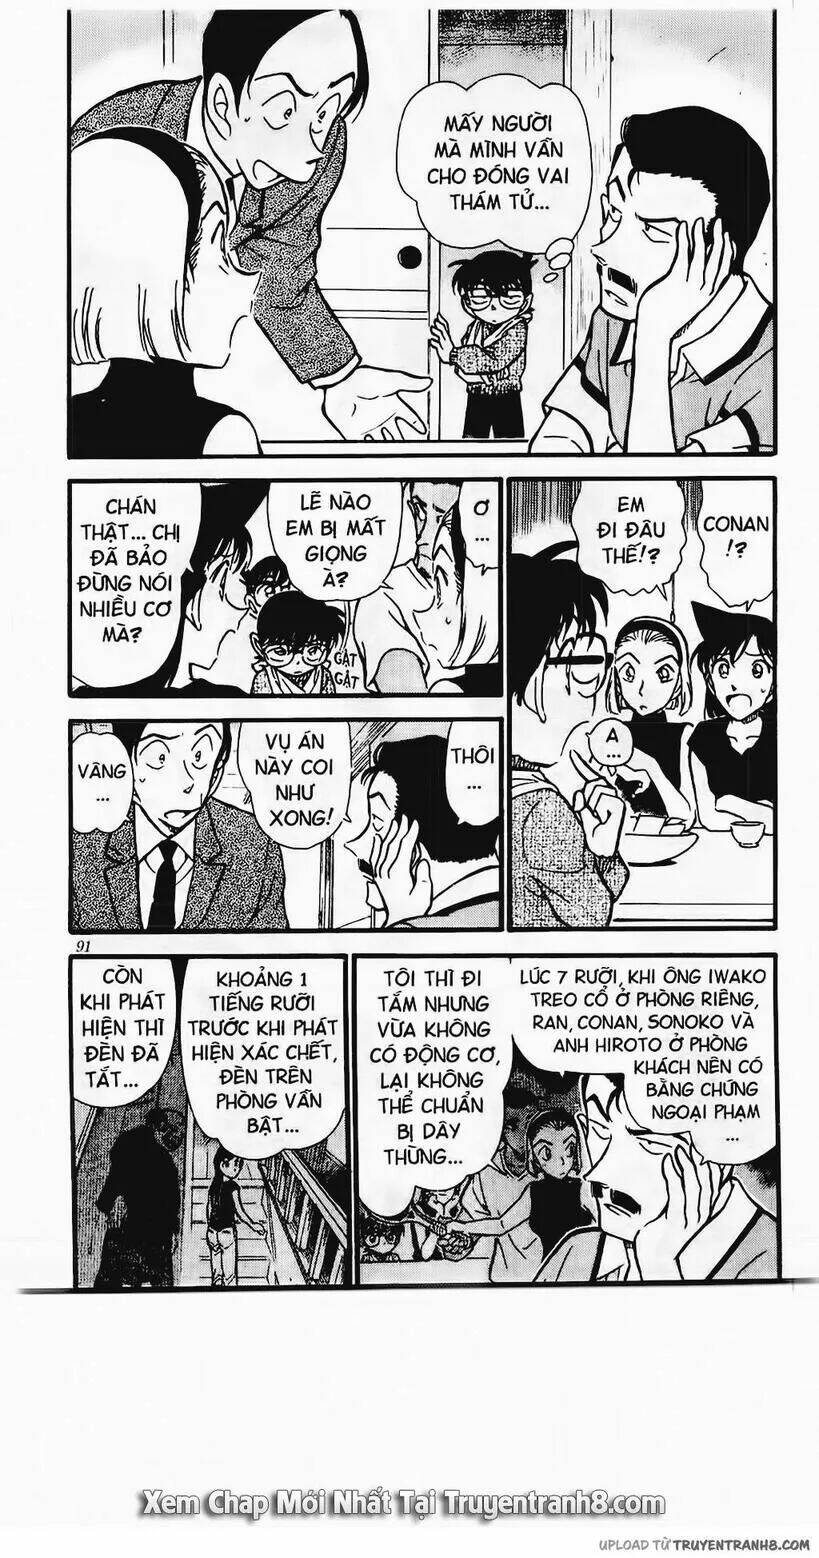 MẤY NGƯỜI
MÀ MÌNH VẪN
CHO ĐÓNG VAI
THÁM TỬ...
CONAN
!?
EM
ĐI ĐÂU
THẾ!?
A
...
Ơ
...
LẼ NÀO
EM BỊ MẤT
GIỌNG
À?
GẬT
GẬT
CHÁN
THẬT... CHỊ
ĐÃ BẢO
ĐỪNG NÓI
NHIỀU CƠ
MÀ?
THÔI
...
VỤ ÁN
NÀY COI
NHƯ
XONG!
VÂNG
...
91
LÚC 7 RƯỠI, KHI ÔNG IWAKO
TREO CỔ Ở PHÒNG RIÊNG,
RAN, CONAN, SONOKO VÀ
ANH HIROTO Ở PHÒNG
KHÁCH NÊN CÓ
BẰNG CHỨNG
NGOẠI PHẠM
...
TÔI THÌ ĐI
TẮM NHƯNG
VỪA KHÔNG
CÓ ĐỘNG CƠ,
LẠI KHÔNG
THỂ CHUẨN
BỊ DÂY
THỪNG...
KHOẢNG 1
TIẾNG RƯỠI
TRƯỚC KHI PHÁT
HIỆN XÁC CHẾT,
ĐÈN TRÊN
PHÒNG VẪN
BẬT...
CÒN
KHI PHÁT
HIỆN THÌ
ĐÈN ĐÃ
TẮT...
Xem Chap Mới Nhất Tại Truyentranh8.com
UPLOAD TỪ TRUYENTRANH8.COM